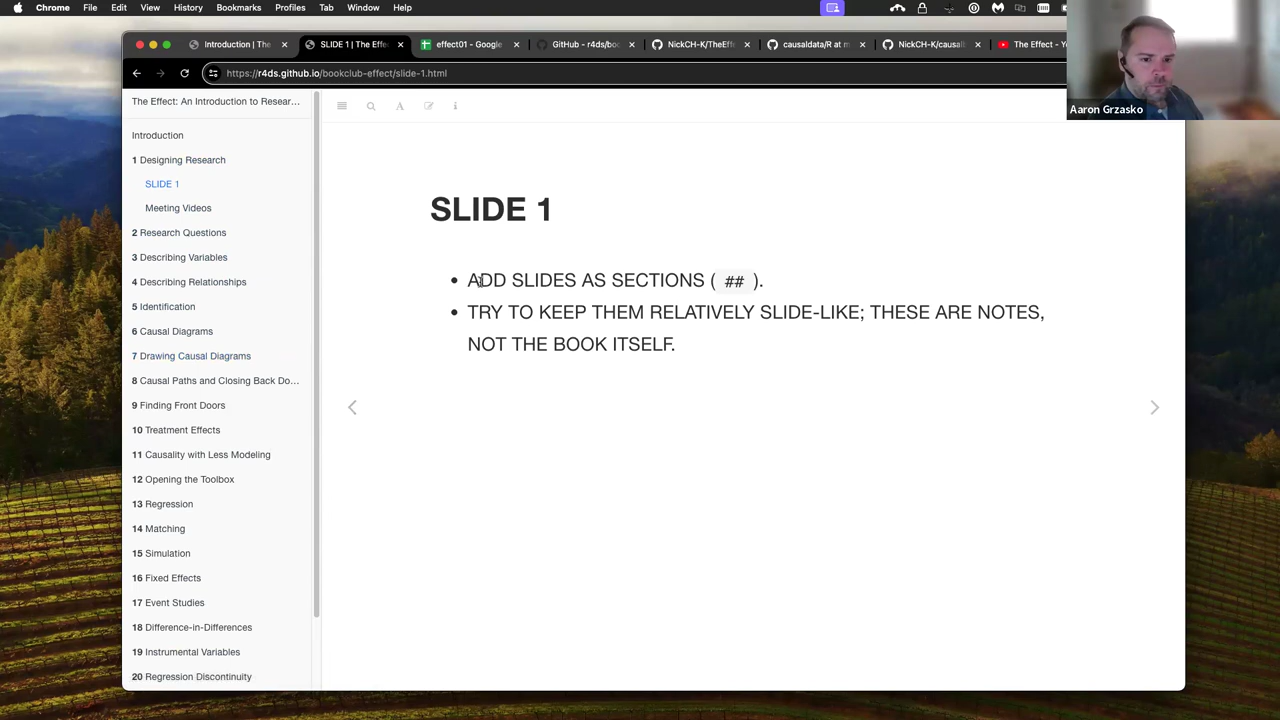 Chrome File Edit View History Bookmarks Profiles Tab Window Help
Introduction | The
SLIDE 1 | The Effe
effect01 - Google
GitHub - r4ds/boo
NickCH-K/TheEff
causaldata/R at m
NickCH-K/causal
The Effect - Yo
https://r4ds.github.io/bookclub-effect/slide-1.html
Aaron Grzasko
The Effect: An Introduction to Resear...
Introduction
1 Designing Research
SLIDE 1
Meeting Videos
2 Research Questions
3 Describing Variables
4 Describing Relationships
5 Identification
6 Causal Diagrams
7 Drawing Causal Diagrams
8 Causal Paths and Closing Back Do...
9 Finding Front Doors
10 Treatment Effects
11 Causality with Less Modeling
12 Opening the Toolbox
13 Regression
14 Matching
15 Simulation
16 Fixed Effects
17 Event Studies
18 Difference-in-Differences
19 Instrumental Variables
20 Regression Discontinuity
SLIDE 1
• ADD SLIDES AS SECTIONS ( ## ).
• TRY TO KEEP THEM RELATIVELY SLIDE-LIKE; THESE ARE NOTES,
NOT THE BOOK ITSELF.